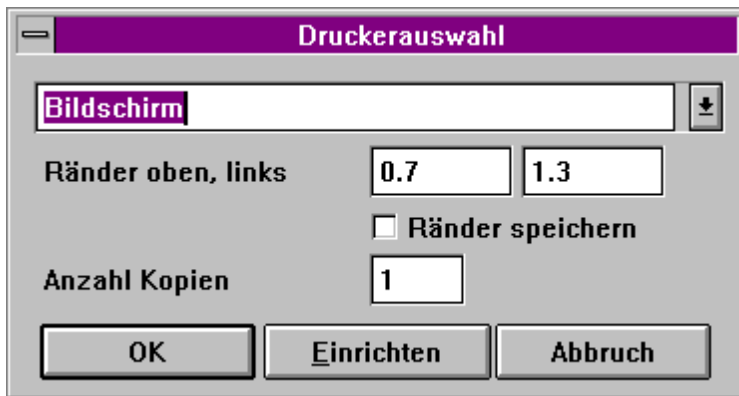 Druckerauswahl
Bildschirm
Ränder oben, links 0.7 1.3
Ränder speichern
Anzahl Kopien 1
OK Einrichten Abbruch